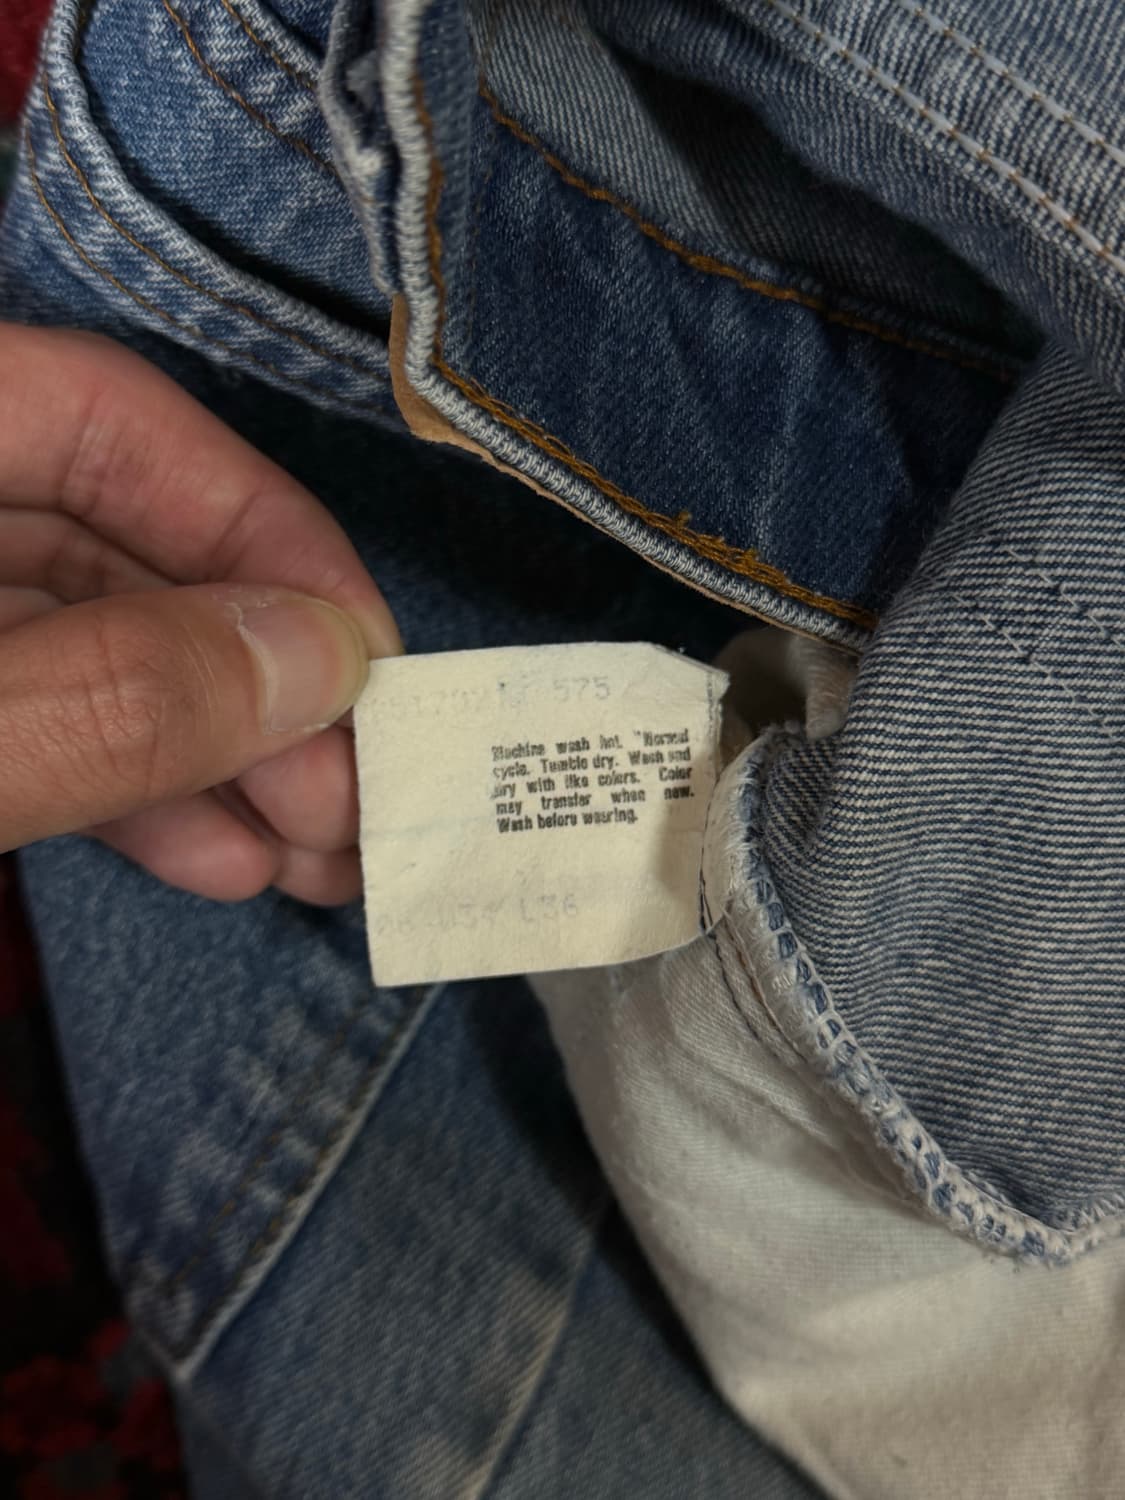 575
Machine wash hot. "Normal
cycle. Tumble dry. Wash and
dry with like colors. Color
may transfer when new.
Wash before wearing.
L36